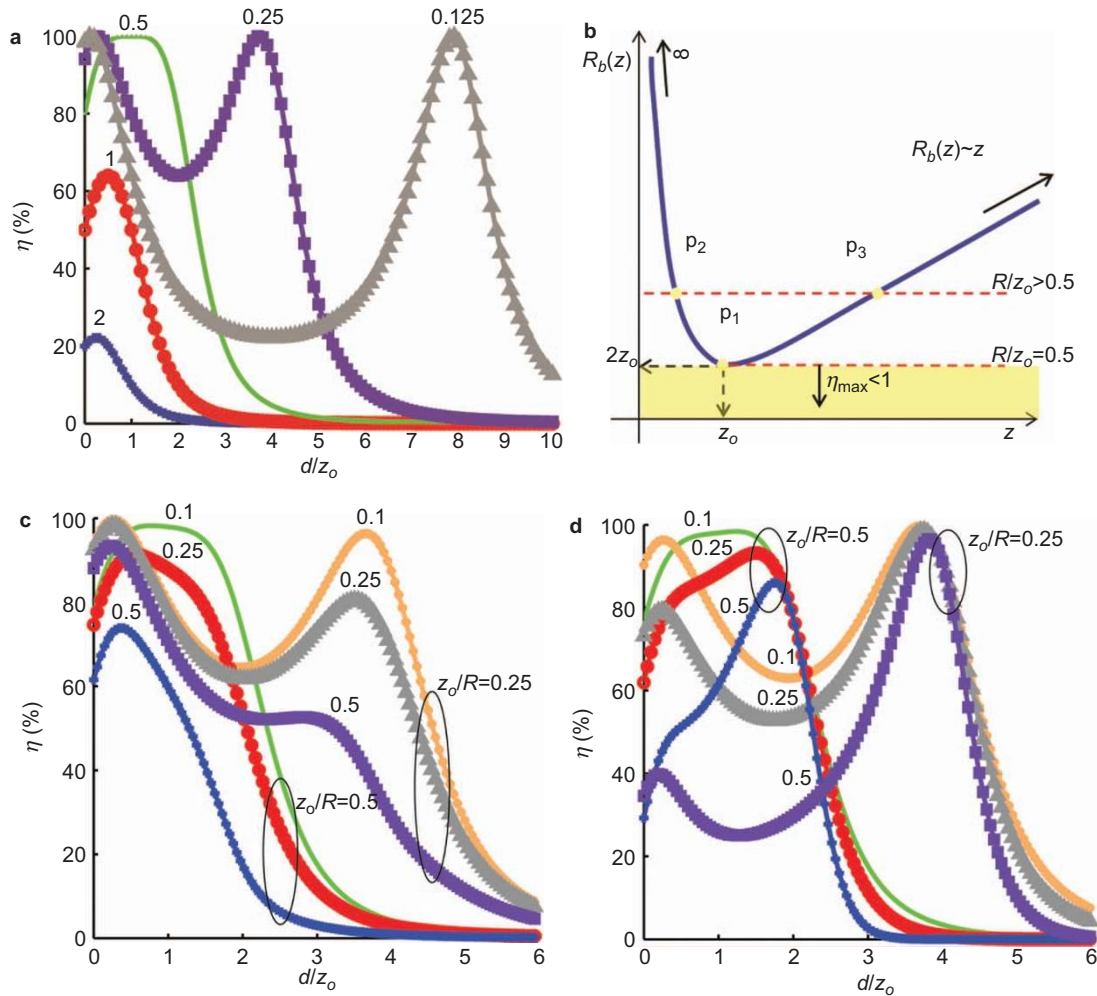 a
0.5
0.25
0.125
1
2
100
80
60
40
20
0
η (%)
0 1 2 3 4 5 6 7 8 9 10
d/zₒ
b
R_b(z)
∞
R_b(z)~z
p₂
p₃
p₁
R/zₒ>0.5
R/zₒ=0.5
2zₒ
η_max<1
zₒ
z
c
0.1
0.1
0.25
0.25
0.5
0.5
zₒ/R=0.25
zₒ/R=0.5
100
80
60
40
20
0
η (%)
0 1 2 3 4 5 6
d/zₒ
d
0.1
zₒ/R=0.5
zₒ/R=0.25
0.25
0.5
0.1
0.25
0.5
100
80
60
40
20
0
η (%)
0 1 2 3 4 5 6
d/zₒ